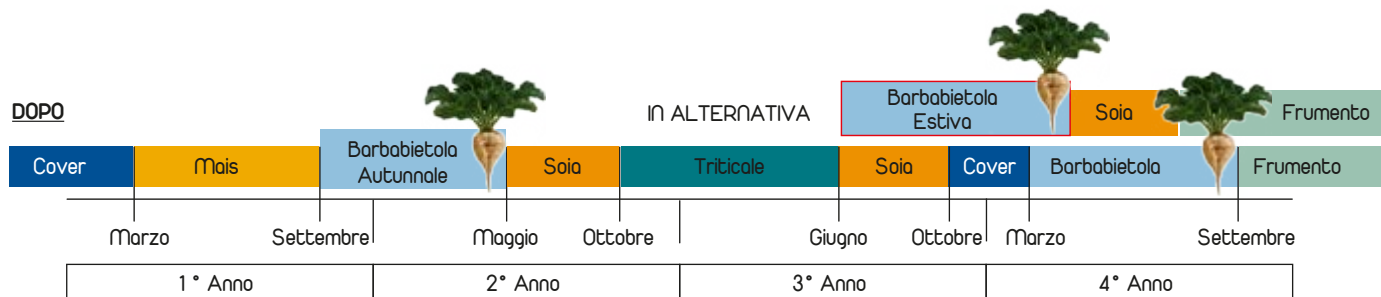 DOPO
IN ALTERNATIVA
Barbabietola
Estiva
Soia
Frumento
Cover
Mais
Barbabietola
Autunnale
Soia
Triticale
Soia
Cover
Barbabietola
Frumento
Marzo
Settembre
Maggio
Ottobre
Giugno
Ottobre
Marzo
Settembre
1° Anno
2° Anno
3° Anno
4° Anno